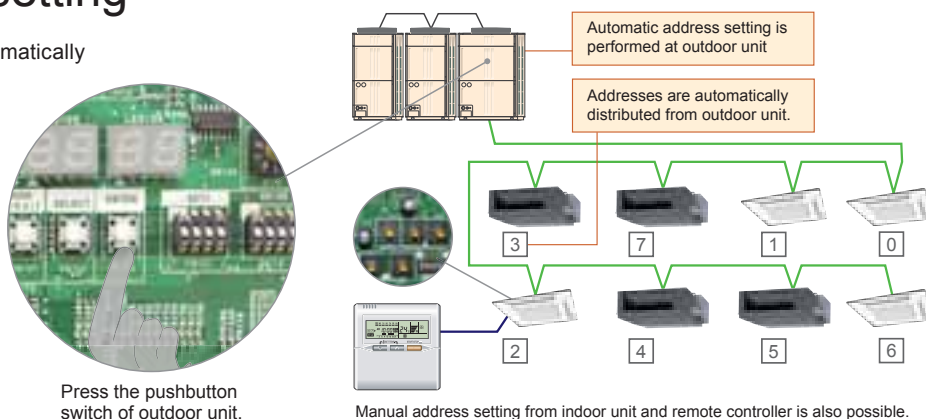 setting
matically
Automatic address setting is
performed at outdoor unit
Addresses are automatically
distributed from outdoor unit.
3
7
1
0
2
4
5
6
Press the pushbutton
switch of outdoor unit.
Manual address setting from indoor unit and remote controller is also possible.